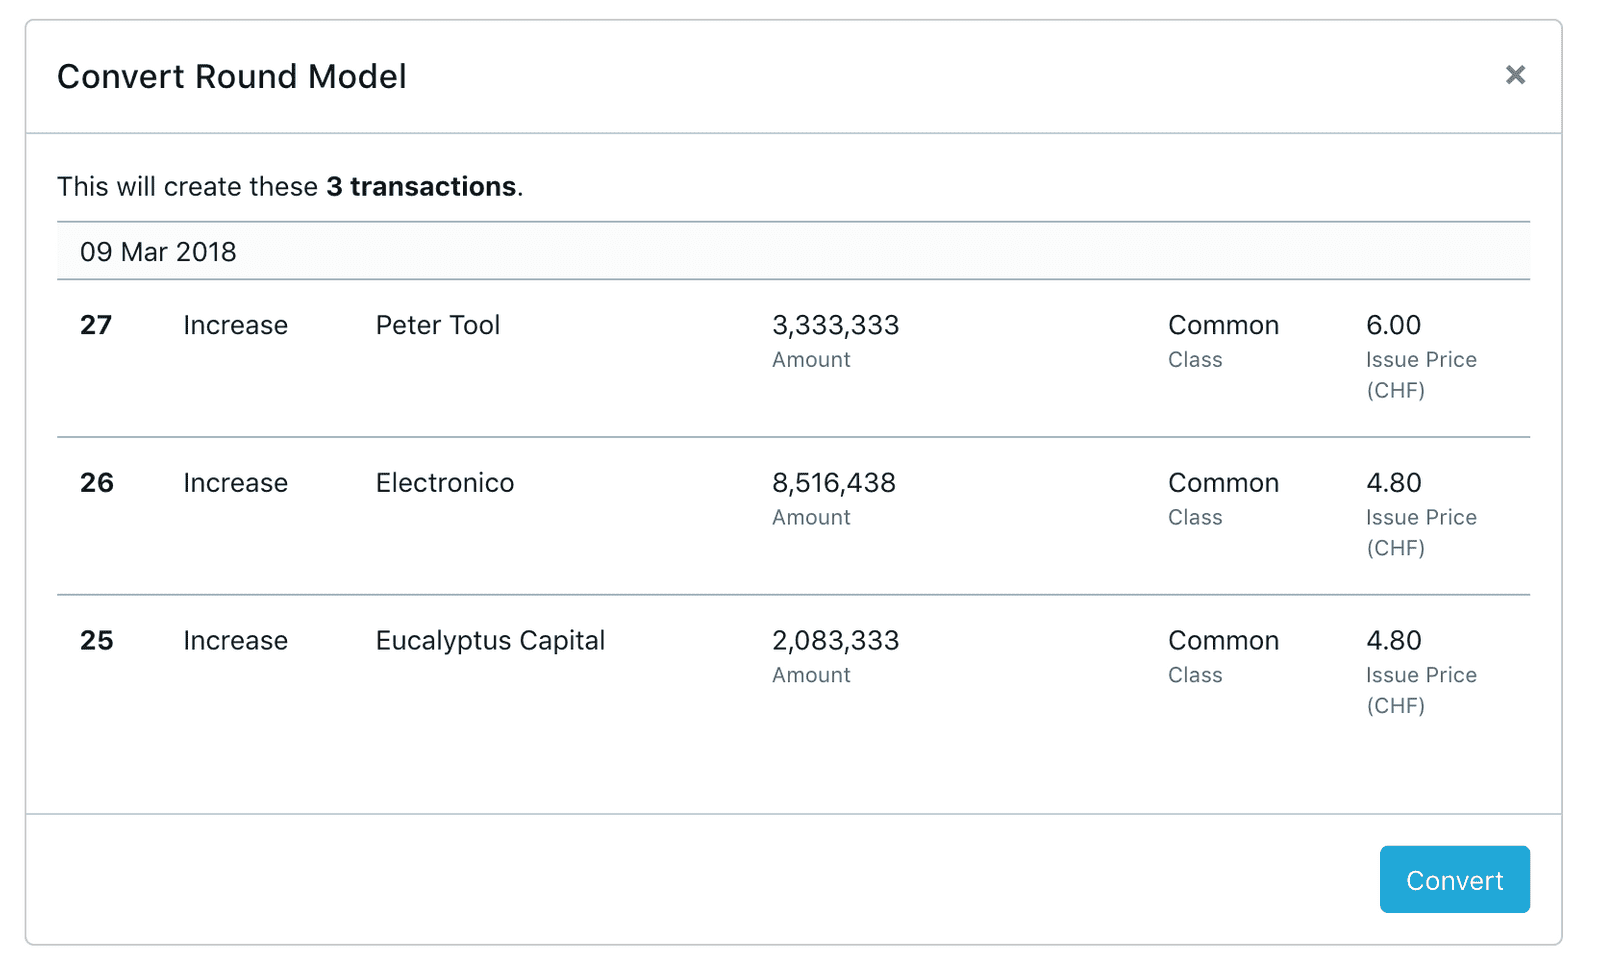 Convert Round Model
×
This will create these 3 transactions.
09 Mar 2018
27 Increase Peter Tool 3,333,333 Common 6.00
Amount Class Issue Price
(CHF)
26 Increase Electronico 8,516,438 Common 4.80
Amount Class Issue Price
(CHF)
25 Increase Eucalyptus Capital 2,083,333 Common 4.80
Amount Class Issue Price
(CHF)
Convert